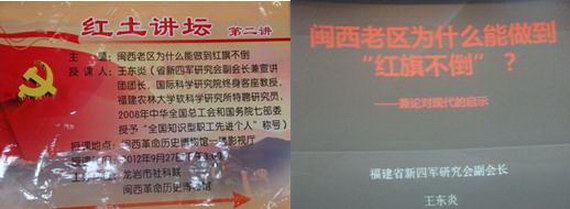 红土讲坛 第二讲
主 题：闽西老区为什么能做到红旗不倒
授 课 人：王东炎（省新四军研究会副会长兼宣讲
团团长、国际科学研究院终身客座教授、
福建农林大学软科学研究所特聘研究员、
2008年中华全国总工会和国务院七部委
授予“全国知识型职工先进个人”称号）
授课地点：闽西革命历史博物馆一楼影视厅
2012年9月27日
龙岩市社科联
闽西革命历史博物馆
闽西老区为什么能做到
“红旗不倒”？
——兼论对现代的启示
福建省新四军研究会副会长
王东炎